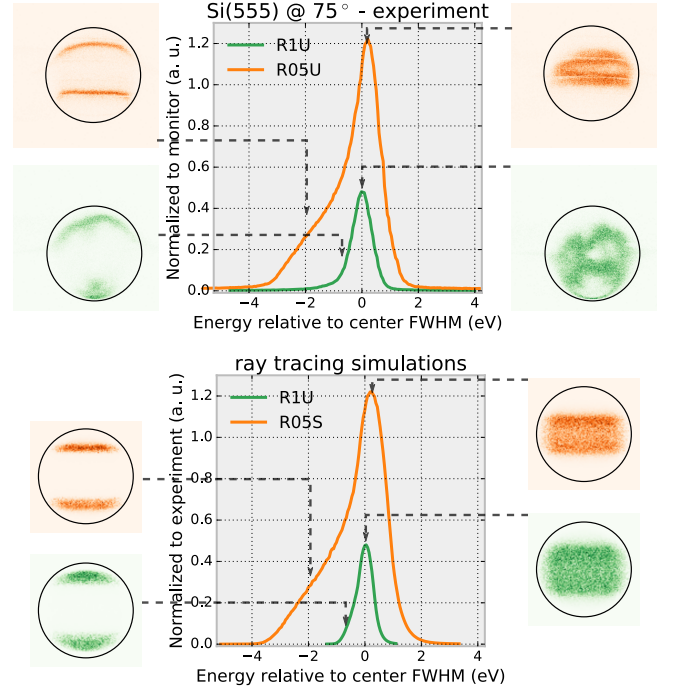 Si(555) @ 75° - experiment
Normalized to monitor (a. u.)
1.2
1.0
0.8
0.6
0.4
0.2
0.0
R1U
R05U
−4
−2
0
2
4
Energy relative to center FWHM (eV)
ray tracing simulations
Normalized to experiment (a. u.)
1.2
1.0
0.8
0.6
0.4
0.2
0.0
R1U
R05S
−4
−2
0
2
4
Energy relative to center FWHM (eV)